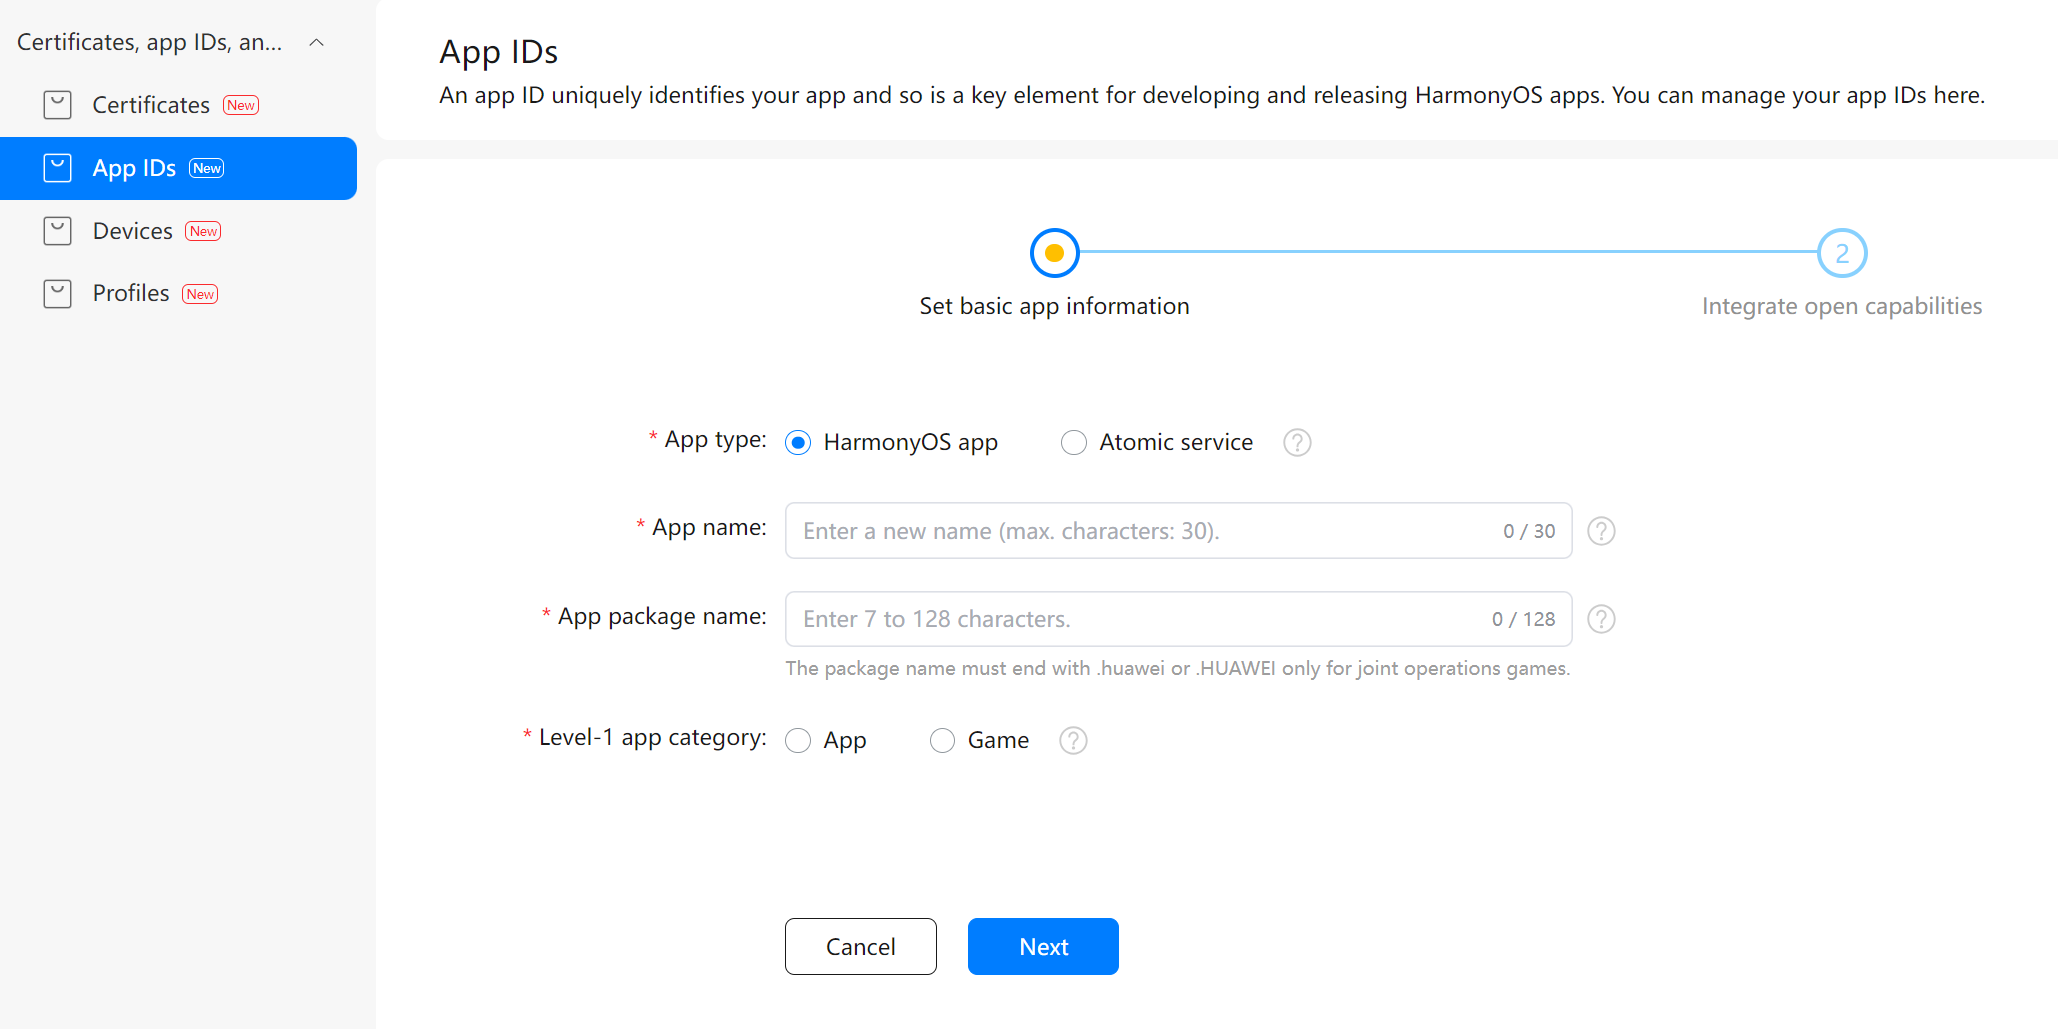 Certificates, app IDs, an...
Certificates New
App IDs New
Devices New
Profiles New
App IDs
An app ID uniquely identifies your app and so is a key element for developing and releasing HarmonyOS apps. You can manage your app IDs here.
2
Set basic app information
Integrate open capabilities
* App type: HarmonyOS app Atomic service ?
* App name: Enter a new name (max. characters: 30). 0 / 30 ?
* App package name: Enter 7 to 128 characters. 0 / 128 ?
The package name must end with .huawei or .HUAWEI only for joint operations games.
* Level-1 app category: App Game ?
Cancel Next